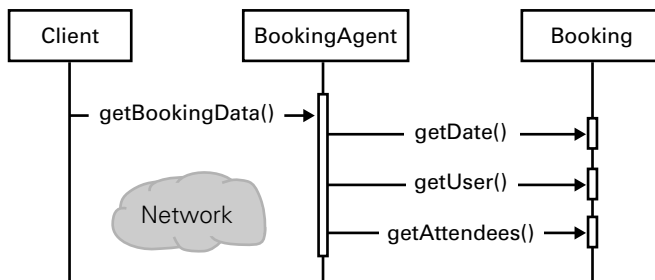 Client
BookingAgent
Booking
getBookingData()
getDate()
getUser()
Network
getAttendees()